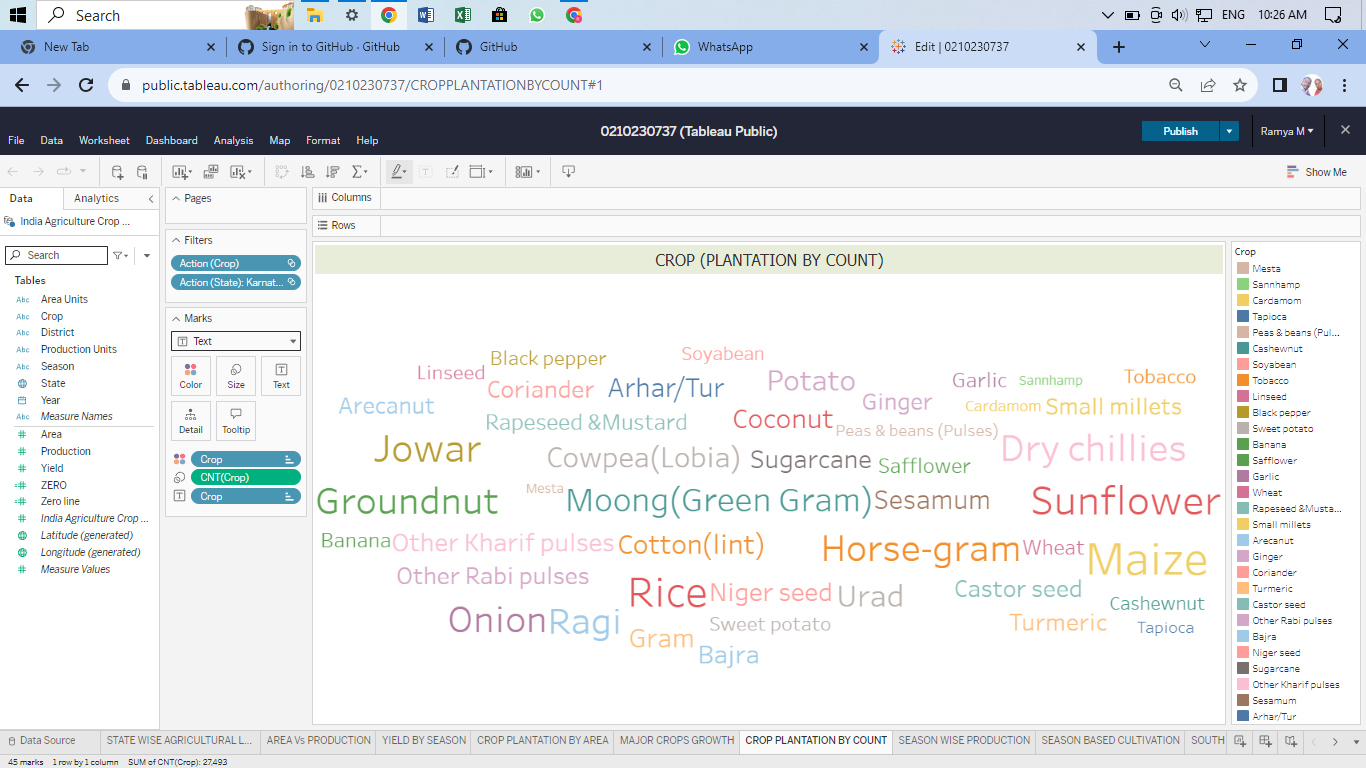 Search
ENG 10:26 AM
New Tab
Sign in to GitHub · GitHub
GitHub
WhatsApp
Edit | 0210230737
public.tableau.com/authoring/0210230737/CROPPLANTATIONBYCOUNT#1
0210230737 (Tableau Public)
Publish
Ramya M
File Data Worksheet Dashboard Analysis Map Format Help
Show Me
Data Analytics
India Agriculture Crop ...
Search
Tables
Abc Area Units
Abc Crop
Abc District
Abc Production Units
Abc Season
State
Year
Abc Measure Names
Area
Production
Yield
ZERO
Zero line
India Agriculture Crop ...
Latitude (generated)
Longitude (generated)
Measure Values
Pages
Filters
Action (Crop)
Action (State): Karnat...
Marks
Text
Color Size Text
Detail Tooltip
Crop
CNT(Crop)
Crop
Columns
Rows
CROP (PLANTATION BY COUNT)
Black pepper Soyabean
Linseed Coriander Arhar/Tur Potato Garlic Sannhamp Tobacco
Arecanut Ginger Cardamom Small millets
Rapeseed &Mustard Coconut Peas & beans (Pulses)
Jowar Cowpea(Lobia) Sugarcane Safflower Dry chillies
Groundnut Mesta Moong(Green Gram) Sesamum Sunflower
Banana Other Kharif pulses Cotton(lint) Horse-gram Wheat Maize
Other Rabi pulses Rice Niger seed Urad Castor seed Cashewnut
Onion Ragi Gram Sweet potato Turmeric Tapioca
Bajra
Crop
Mesta
Sannhamp
Cardamom
Tapioca
Peas & beans (Pul...
Cashewnut
Soyabean
Tobacco
Linseed
Black pepper
Sweet potato
Banana
Safflower
Garlic
Wheat
Rapeseed &Musta...
Small millets
Arecanut
Ginger
Coriander
Turmeric
Castor seed
Other Rabi pulses
Bajra
Niger seed
Sugarcane
Other Kharif pulses
Sesamum
Arhar/Tur
Data Source STATE WISE AGRICULTURAL L... AREA Vs PRODUCTION YIELD BY SEASON CROP PLANTATION BY AREA MAJOR CROPS GROWTH CROP PLANTATION BY COUNT SEASON WISE PRODUCTION SEASON BASED CULTIVATION SOUTH
45 marks 1 row by 1 column SUM of CNT(Crop): 27,493